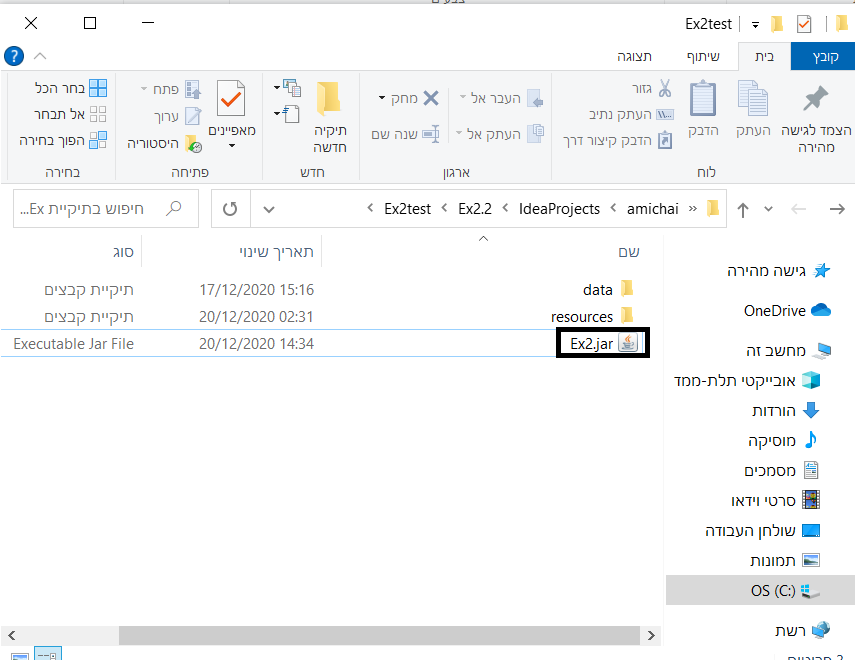 Ex2test
קובץ
בית
שיתוף
תצוגה
הצמד לגישה מהירה
העתק
הדבק
גזור
העתק נתיב
הדבק קיצור דרך
לוח
העבר אל
העתק אל
מחק
שנה שם
ארגון
תיקיה חדשה
חדש
מאפיינים
פתח
ערוך
היסטוריה
פתיחה
בחר הכל
אל תבחר
הפוך בחירה
בחירה
« amichai > IdeaProjects > Ex2.2 > Ex2test
חיפוש בתיקיית Ex...
שם תאריך שינוי סוג
data 17/12/2020 15:16 תיקיית קבצים
resources 20/12/2020 02:31 תיקיית קבצים
Ex2.jar 20/12/2020 14:34 Executable Jar File
גישה מהירה
OneDrive
מחשב זה
אובייקטי תלת-ממד
הורדות
מוסיקה
מסמכים
סרטי וידאו
שולחן העבודה
תמונות
OS (C:)
רשת